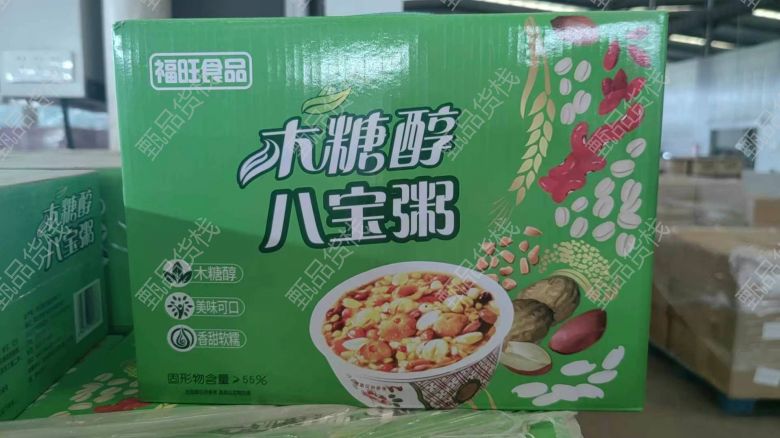 福旺食品
木糖醇
八宝粥
木糖醇
美味可口
香甜软糯
固形物含量≥55%
木糖醇
八宝粥
甄品货栈